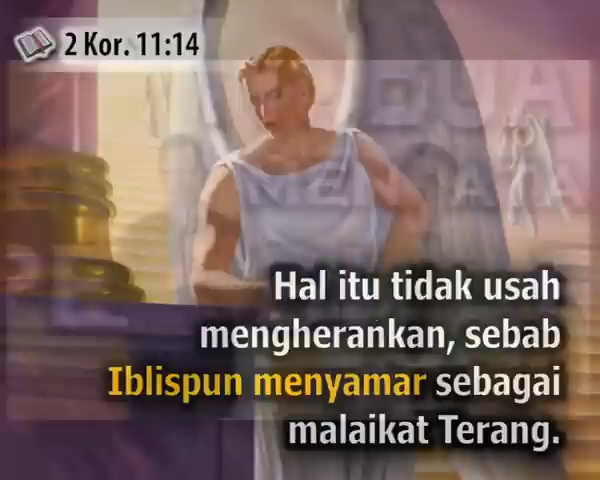 2 Kor. 11:14
Hal itu tidak usah
mengherankan, sebab
Iblispun menyamar sebagai
malaikat Terang.